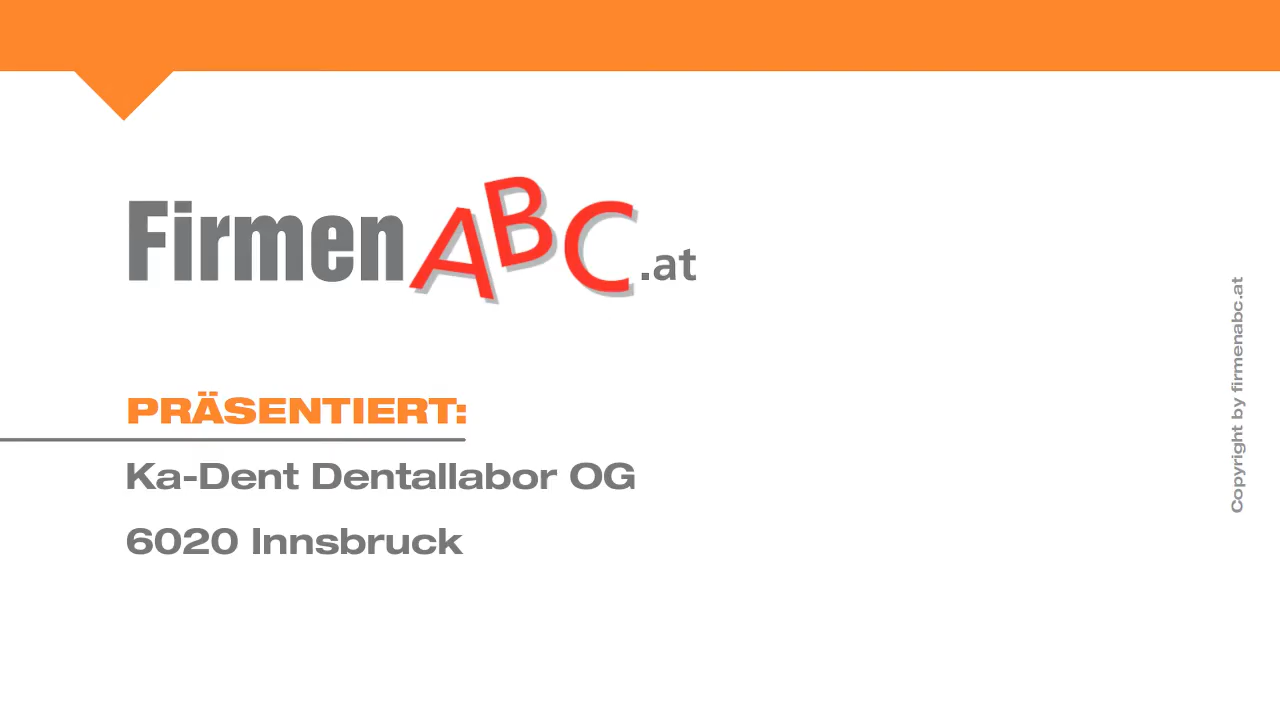 FirmenABC.at
PRÄSENTIERT:
Ka-Dent Dentallabor OG
6020 Innsbruck
Copyright by firmenabc.at